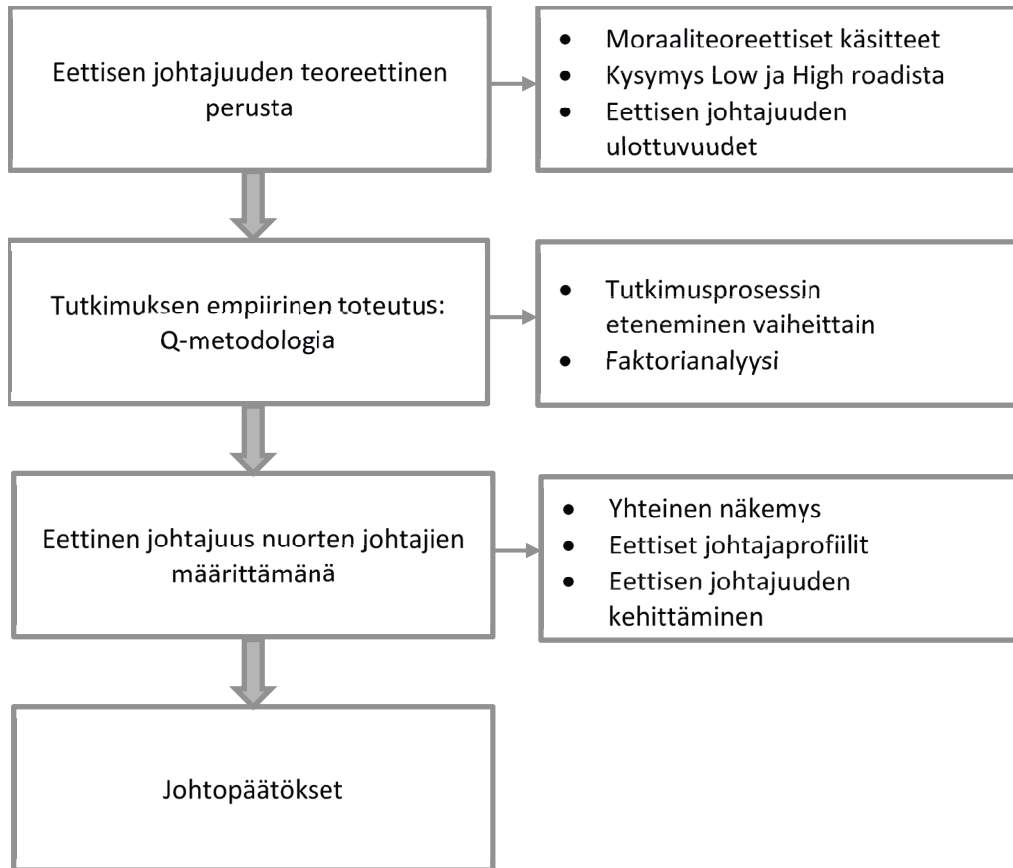 Eettisen johtajuuden teoreettinen
perusta
• Moraaliteoreettiset käsitteet
• Kysymys Low ja High roadista
• Eettisen johtajuuden
ulottuvuudet
Tutkimuksen empiirinen toteutus:
Q-metodologia
• Tutkimusprosessin
eteneminen vaiheittain
• Faktorianalyysi
Eettinen johtajuus nuorten johtajien
määrittämänä
• Yhteinen näkemys
• Eettiset johtajaprofiilit
• Eettisen johtajuuden
kehittäminen
Johtopäätökset